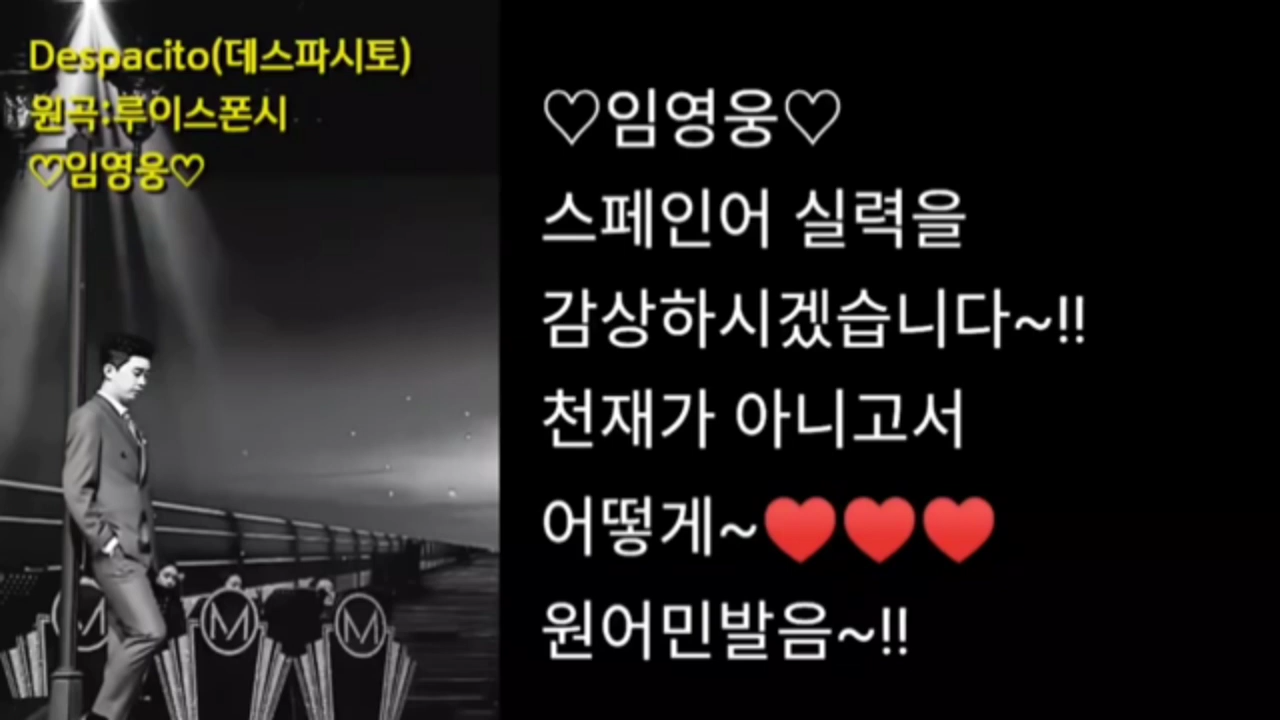 Despacito(데스파시토)
원곡:루이스폰시
♡임영웅♡
♡임영웅♡
스페인어 실력을
감상하시겠습니다~!!
천재가 아니고서
어떻게~♥♥♥
원어민발음~!!
M M M